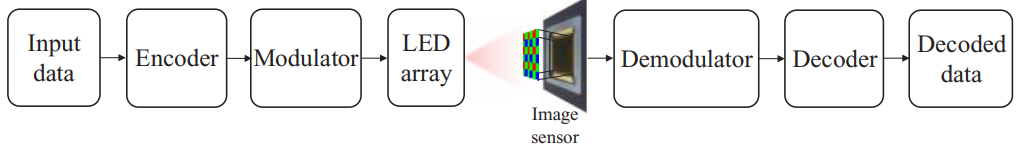 Input
data
Encoder
Modulator
LED
array
Image
sensor
Demodulator
Decoder
Decoded
data